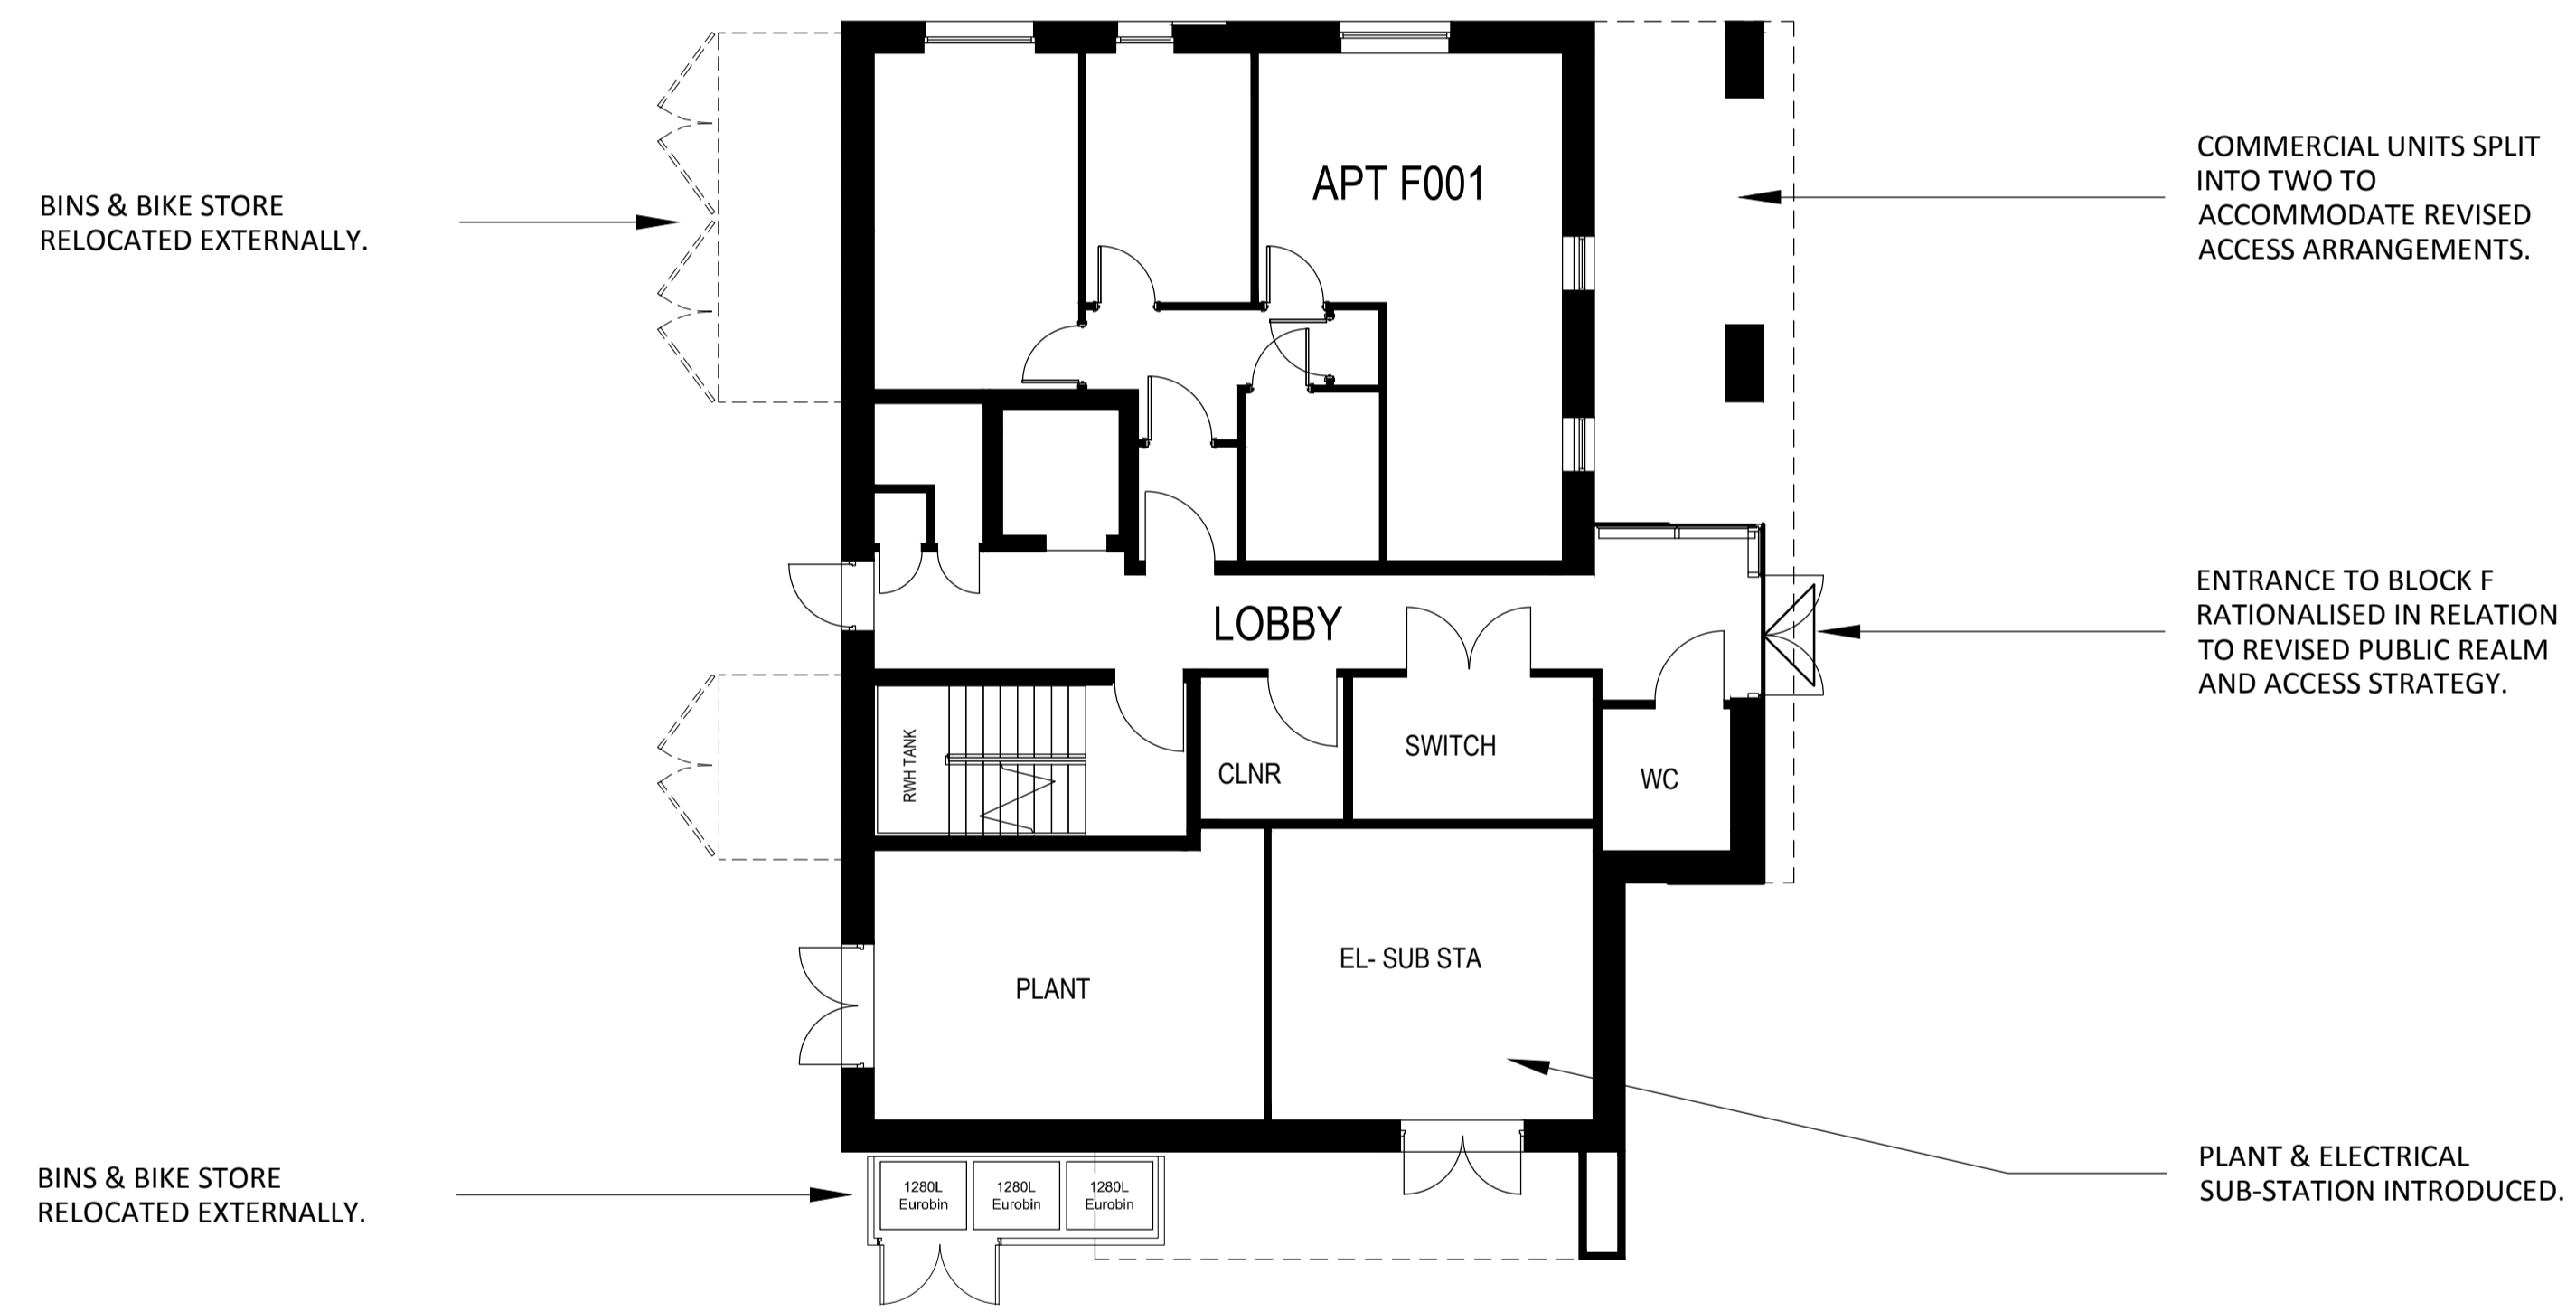 BINS & BIKE STORE
RELOCATED EXTERNALLY.
APT F001
COMMERCIAL UNITS SPLIT
INTO TWO TO
ACCOMMODATE REVISED
ACCESS ARRANGEMENTS.
LOBBY
ENTRANCE TO BLOCK F
RATIONALISED IN RELATION
TO REVISED PUBLIC REALM
AND ACCESS STRATEGY.
RWH TANK
CLNR
SWITCH
WC
PLANT
EL- SUB STA
BINS & BIKE STORE
RELOCATED EXTERNALLY.
1280L
Eurobin
1280L
Eurobin
1280L
Eurobin
PLANT & ELECTRICAL
SUB-STATION INTRODUCED.